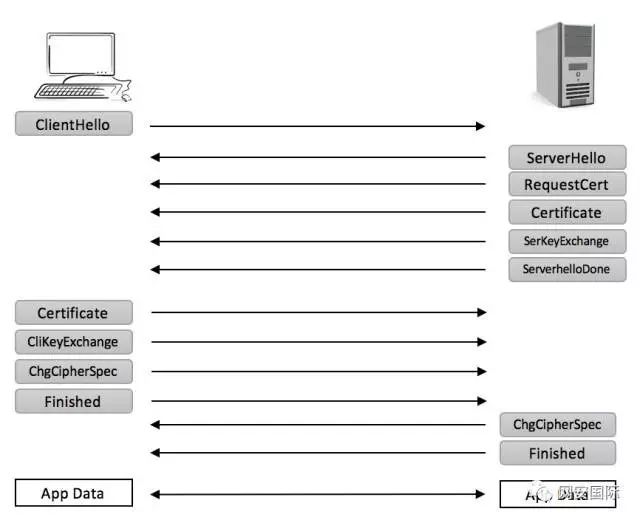 ClientHello
ServerHello
RequestCert
Certificate
SerKeyExchange
ServerhelloDone
Certificate
CliKeyExchange
ChgCipherSpec
Finished
ChgCipherSpec
Finished
App Data
App Data
网安国际